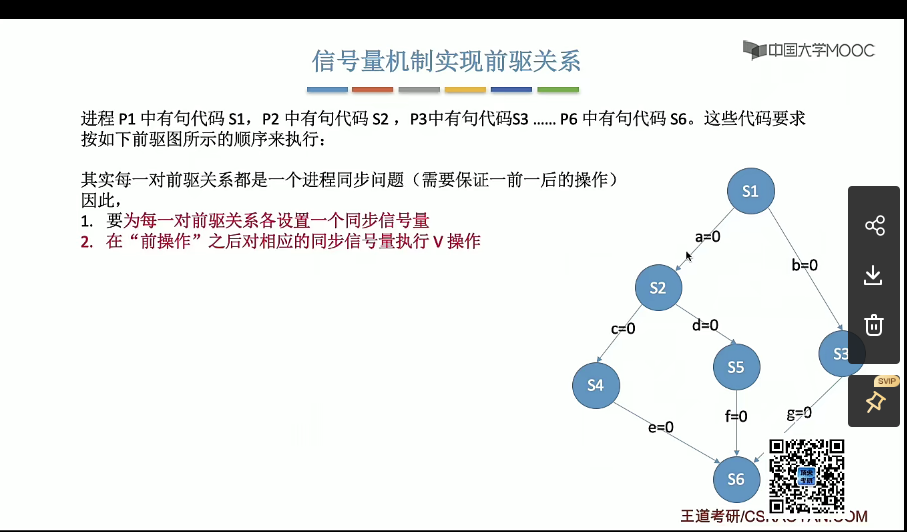 信号量机制实现前驱关系
中国大学MOOC
进程 P1 中有句代码 S1，P2 中有句代码 S2 ，P3中有句代码S3 …… P6 中有句代码 S6。这些代码要求
按如下前驱图所示的顺序来执行：
其实每一对前驱关系都是一个进程同步问题（需要保证一前一后的操作）
因此，
1. 要为每一对前驱关系各设置一个同步信号量
2. 在“前操作”之后对相应的同步信号量执行 V 操作
S1
a=0
b=0
S2
c=0
d=0
S3
S4
S5
e=0
f=0
g=0
S6
SVIP